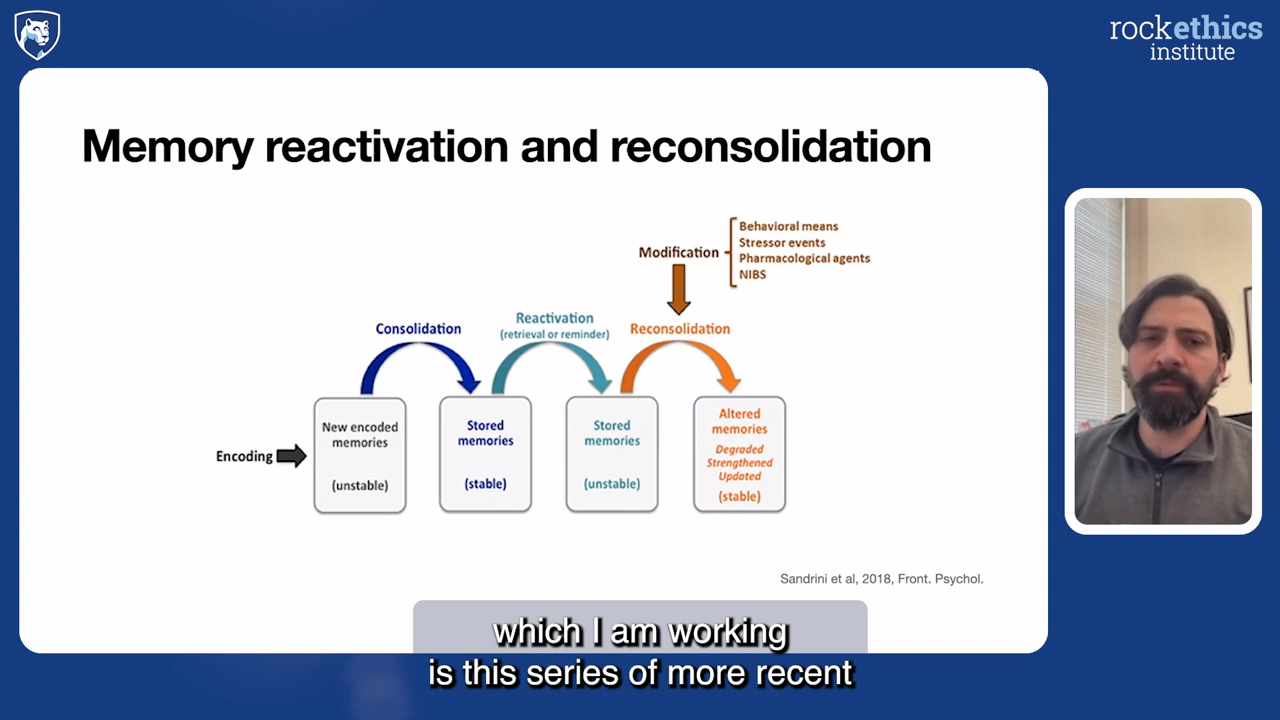 rockethics
institute
Memory reactivation and reconsolidation
Behavioral means
Stressor events
Pharmacological agents
NIBS
Modification
Consolidation
Reactivation
(retrieval or reminder)
Reconsolidation
Encoding
New encoded
memories
(unstable)
Stored
memories
(stable)
Stored
memories
(unstable)
Altered
memories
Degraded
Strengthened
Updated
(stable)
Sandrini et al, 2018, Front. Psychol.
which I am working
is this series of more recent